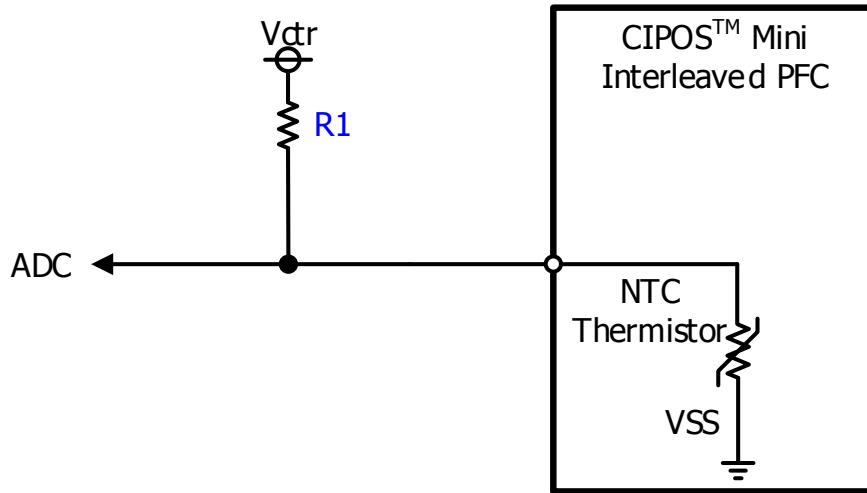 Vctr
CIPOS™ Mini
Interleaved PFC
R1
ADC
NTC
Thermistor
VSS